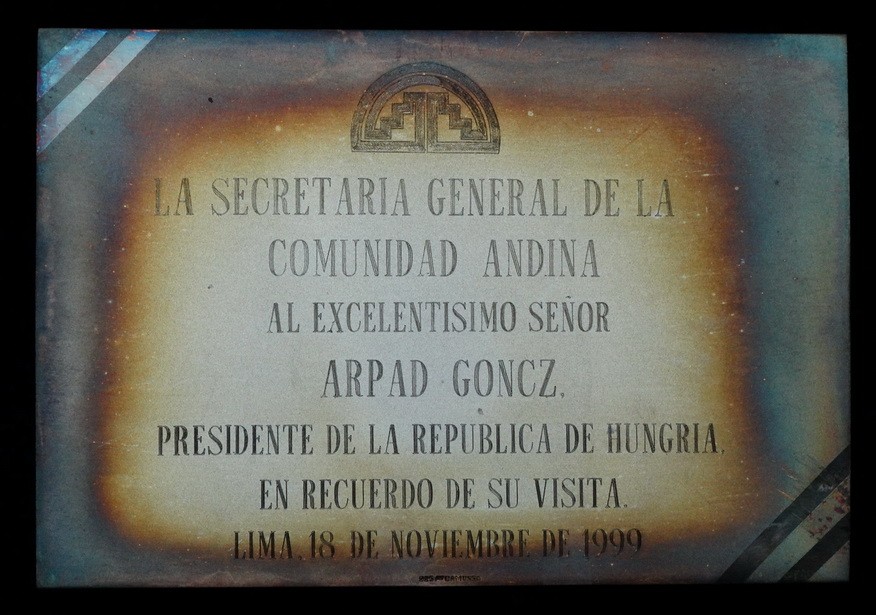 LA SECRETARIA GENERAL DE LA
COMUNIDAD ANDINA
AL EXCELENTISIMO SEÑOR
ARPAD GONCZ,
PRESIDENTE DE LA REPUBLICA DE HUNGRIA,
EN RECUERDO DE SU VISITA.
LIMA, 18 DE NOVIEMBRE DE 1999